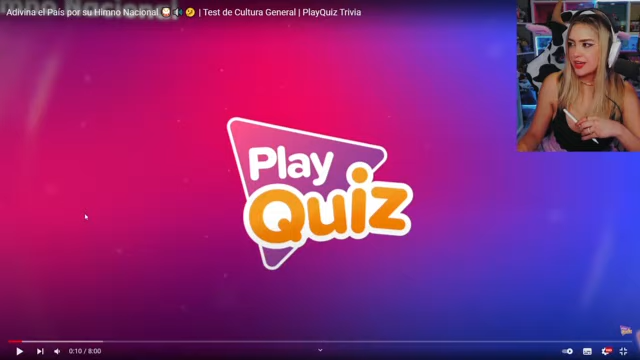 Adivina el País por su Himno Nacional 💆🔊🤔 | Test de Cultura General | PlayQuiz Trivia
Play
Quiz
0:10 / 8:00